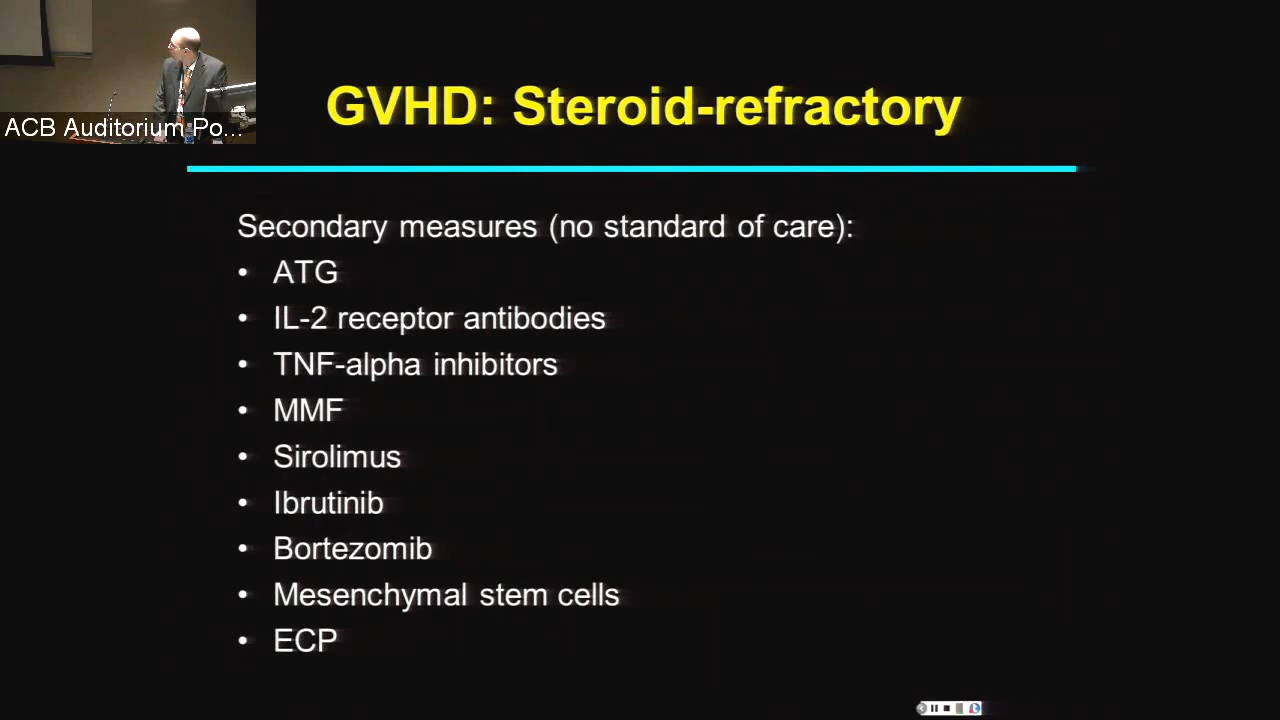 GVHD: Steroid-refractory
ACB Auditorium Po...
Secondary measures (no standard of care):
• ATG
• IL-2 receptor antibodies
• TNF-alpha inhibitors
• MMF
• Sirolimus
• Ibrutinib
• Bortezomib
• Mesenchymal stem cells
• ECP